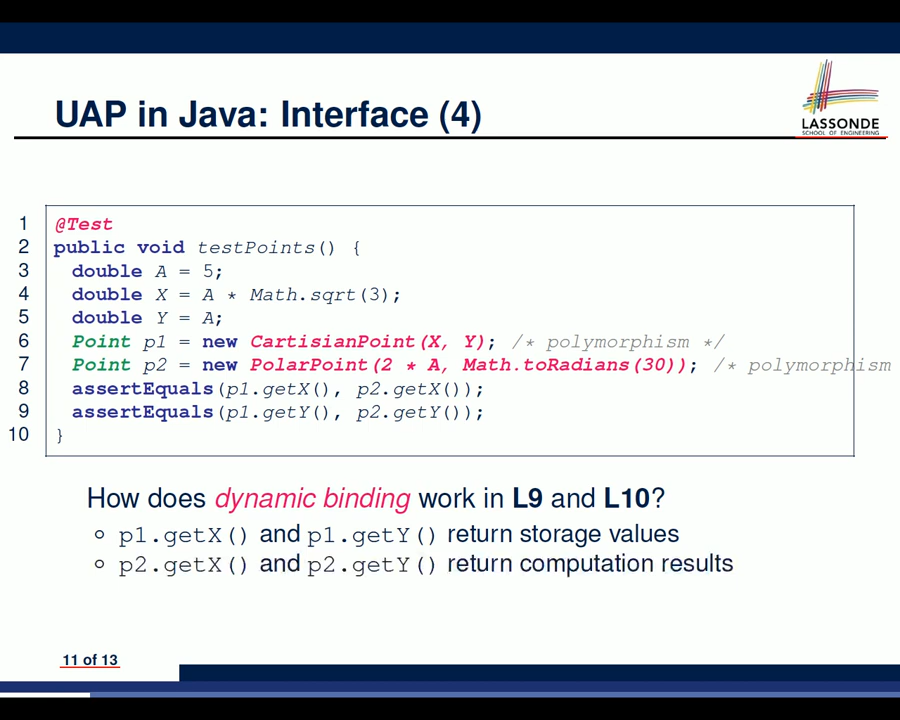 UAP in Java: Interface (4)
LASSONDE
SCHOOL OF ENGINEERING
1 @Test
2 public void testPoints() {
3 double A = 5;
4 double X = A * Math.sqrt(3);
5 double Y = A;
6 Point p1 = new CartisianPoint(X, Y); /* polymorphism */
7 Point p2 = new PolarPoint(2 * A, Math.toRadians(30)); /* polymorphism
8 assertEquals(p1.getX(), p2.getX());
9 assertEquals(p1.getY(), p2.getY());
10 }
How does dynamic binding work in L9 and L10?
○ p1.getX() and p1.getY() return storage values
○ p2.getX() and p2.getY() return computation results
11 of 13